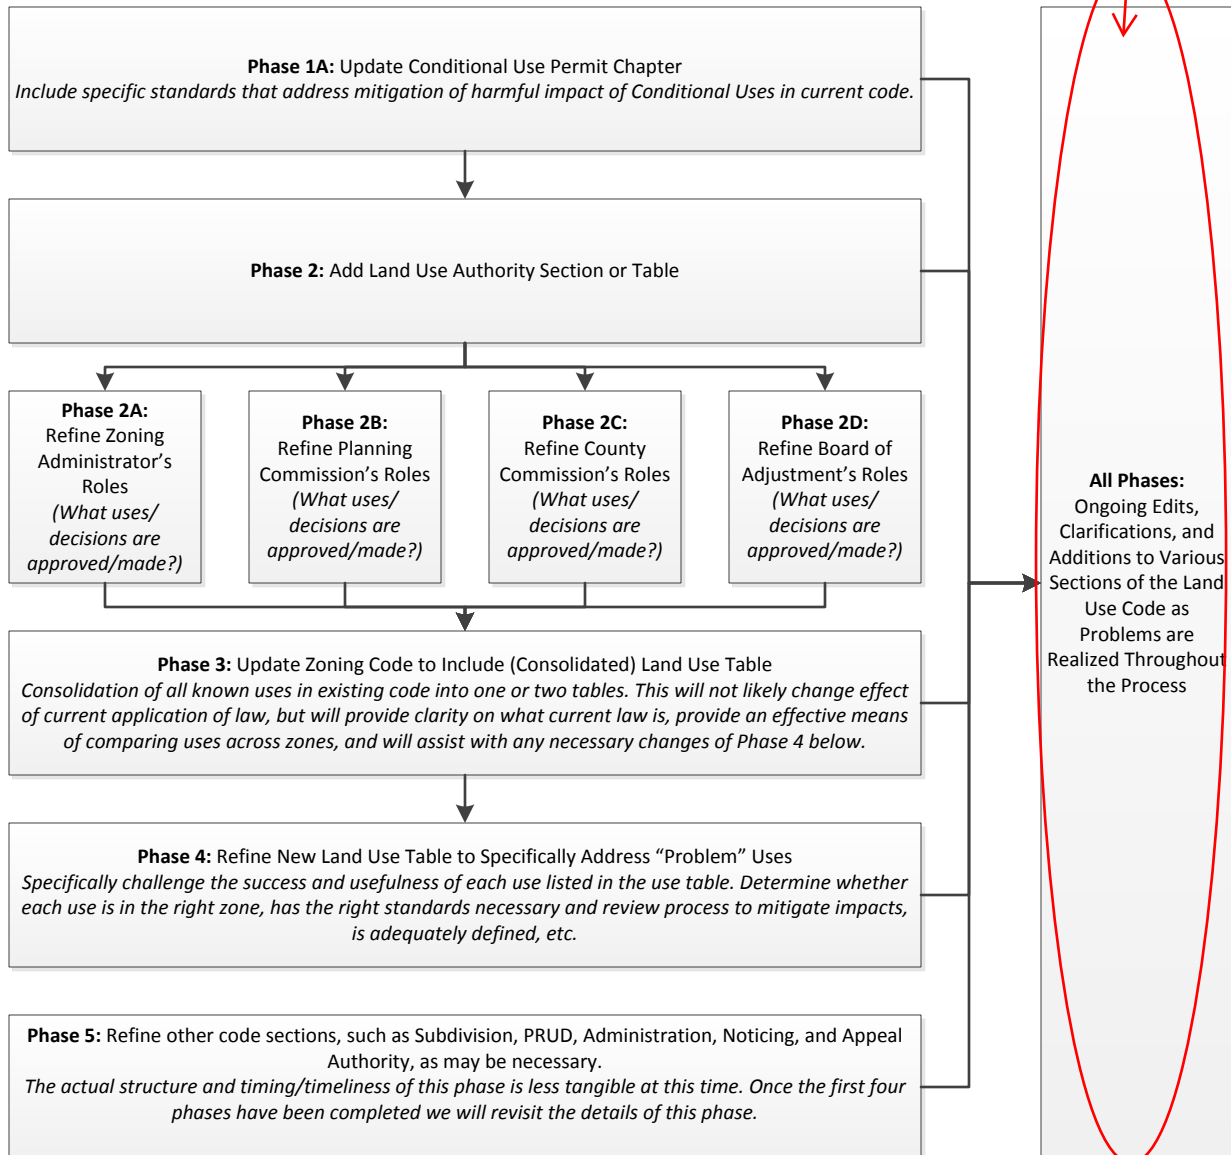 Phase 1A: Update Conditional Use Permit Chapter
Include specific standards that address mitigation of harmful impact of Conditional Uses in current code.
Phase 2: Add Land Use Authority Section or Table
Phase 2A:
Refine Zoning
Administrator’s
Roles
(What uses/
decisions are
approved/made?)
Phase 2B:
Refine Planning
Commission’s Roles
(What uses/
decisions are
approved/made?)
Phase 2C:
Refine County
Commission’s Roles
(What uses/
decisions are
approved/made?)
Phase 2D:
Refine Board of
Adjustment’s Roles
(What uses/
decisions are
approved/made?)
Phase 3: Update Zoning Code to Include (Consolidated) Land Use Table
Consolidation of all known uses in existing code into one or two tables. This will not likely change effect
of current application of law, but will provide clarity on what current law is, provide an effective means
of comparing uses across zones, and will assist with any necessary changes of Phase 4 below.
Phase 4: Refine New Land Use Table to Specifically Address “Problem” Uses
Specifically challenge the success and usefulness of each use listed in the use table. Determine whether
each use is in the right zone, has the right standards necessary and review process to mitigate impacts,
is adequately defined, etc.
Phase 5: Refine other code sections, such as Subdivision, PRUD, Administration, Noticing, and Appeal
Authority, as may be necessary.
The actual structure and timing/timeliness of this phase is less tangible at this time. Once the first four
phases have been completed we will revisit the details of this phase.
All Phases:
Ongoing Edits,
Clarifications, and
Additions to Various
Sections of the Land
Use Code as
Problems are
Realized Throughout
the Process